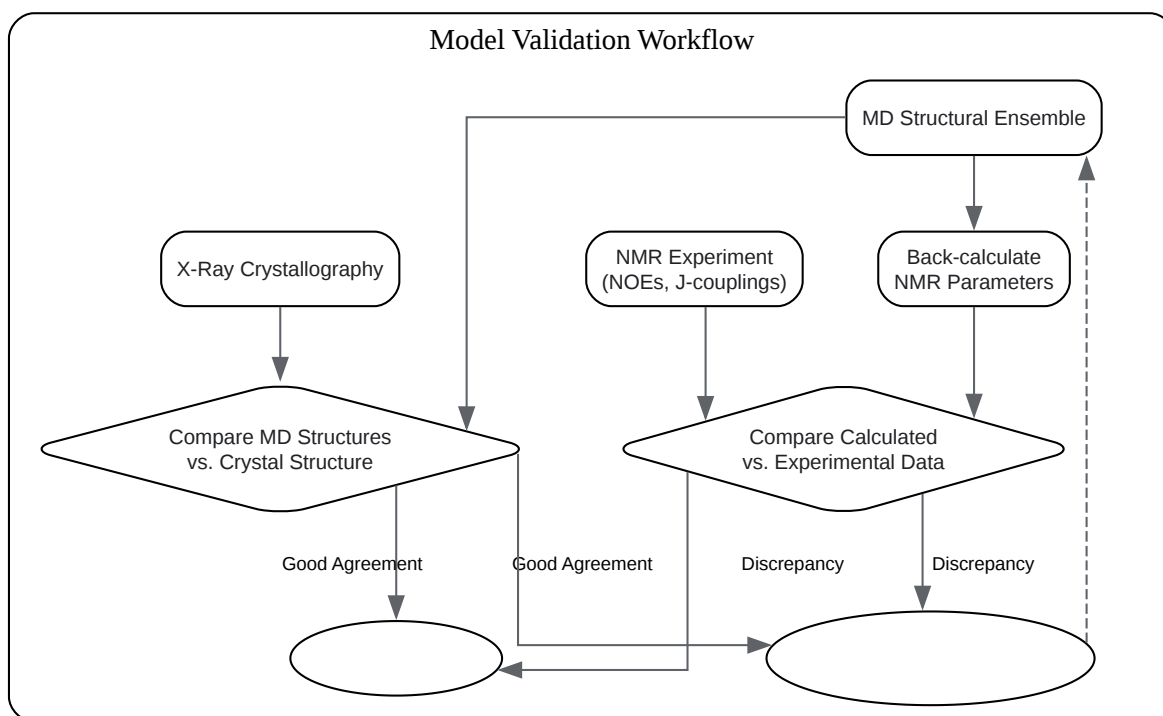 Model Validation Workflow
MD Structural Ensemble
X-Ray Crystallography
NMR Experiment
(NOEs, J-couplings)
Back-calculate
NMR Parameters
Compare MD Structures
vs. Crystal Structure
Compare Calculated
vs. Experimental Data
Good Agreement
Good Agreement
Discrepancy
Discrepancy